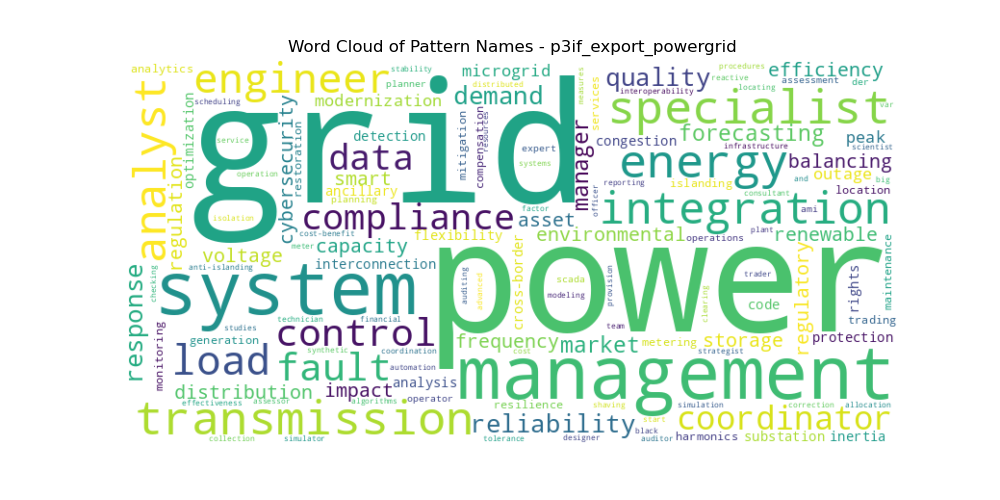 Word Cloud of Pattern Names - p3if_export_powergrid
analytics
engineer
stability
planner
microgrid
distributed
quality
procedures
reactive
efficiency
interoperability
locating
assessment
der
var
scheduling
modernization
demand
measures
services
specialist
analyst
optimization
cybersecurity
restoration
grid
detection
mitigation
compensation
resources
expert
manager
congestion
forecasting
peak
scientist
service
data
smart
systems
infrastructure
energy
balancing
outage
operation
ancillary
planning
officer
reporting
islanding
and
big
location
regulation
consultant
isolation
compliance
factor
asset
integration
ami
cost-benefit
flexibility
environmental
operations
plant
renewable
voltage
meter
capacity
cross-border
power
response
checking
anti-islanding
interconnection
system
auditing
advanced
scada
modeling
provision
trader
code
clearing
regulatory
rights
maintenance
trading
technician
financial
team
monitoring
studies
generation
control
coordination
frequency
cost
market
metering
strategist
storage
protection
load
synthetic
automation
fault
impact
analysis
operator
management
distribution
effectiveness
assessor
algorithms
resilience
shaving
simulation
correction
allocation
transmission
reliability
start
black
coordinator
collection
simulator
tolerance
designer
auditor
harmonics
substation
inertia